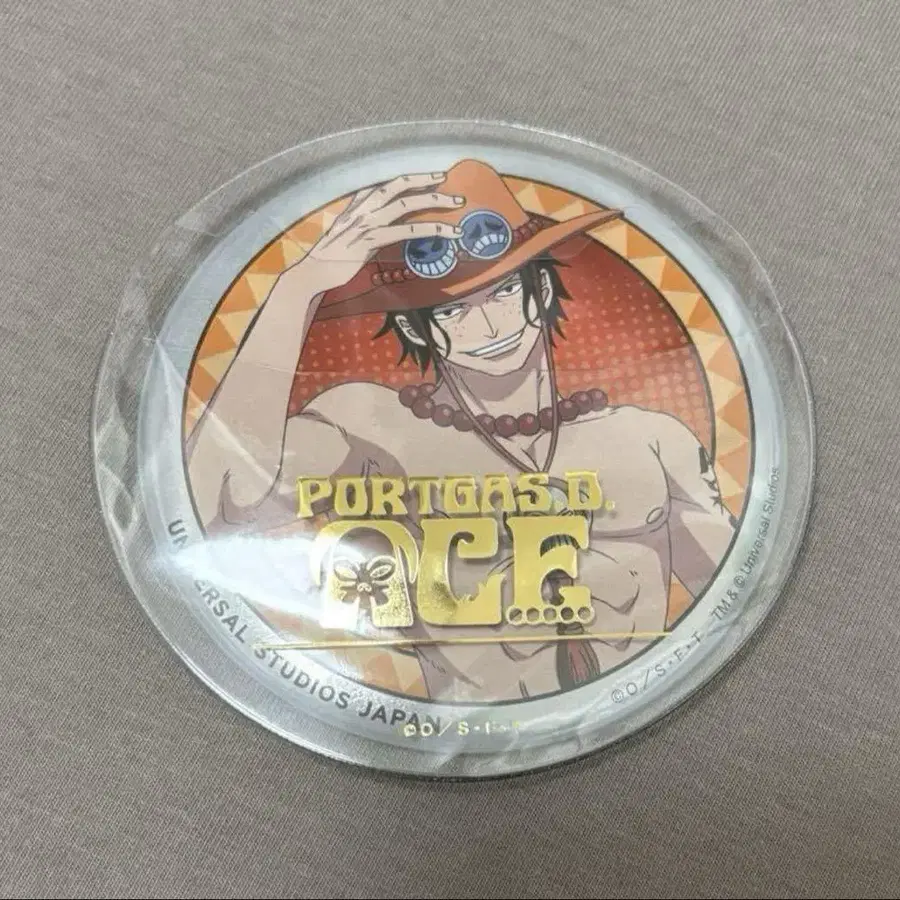 PORTGAS.D.
ACE
UNIVERSAL STUDIOS JAPAN
©O/S・F・T TM & © Universal Studios
©O/S・